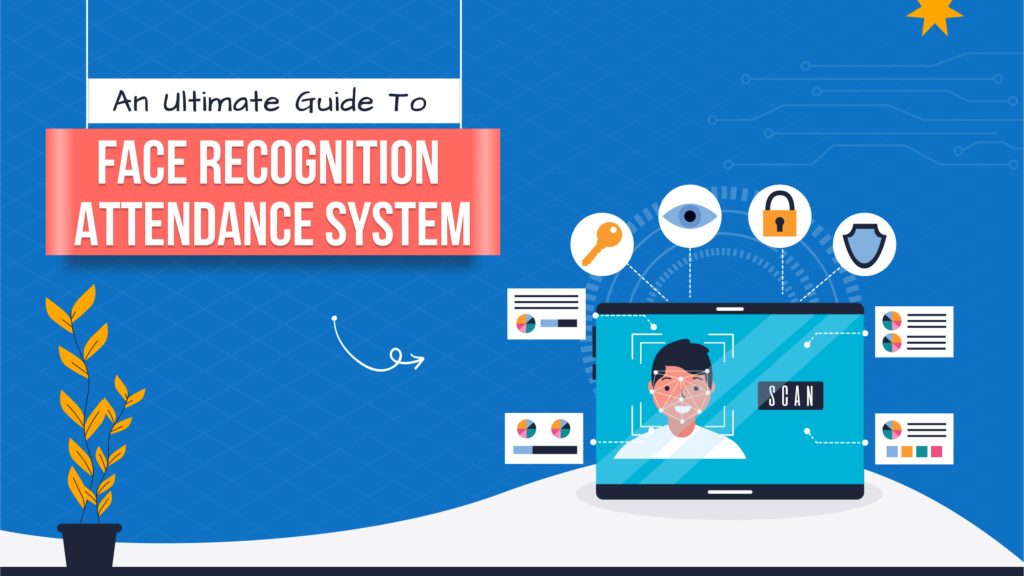 An Ultimate Guide To
FACE RECOGNITION
ATTENDANCE SYSTEM
SCAN